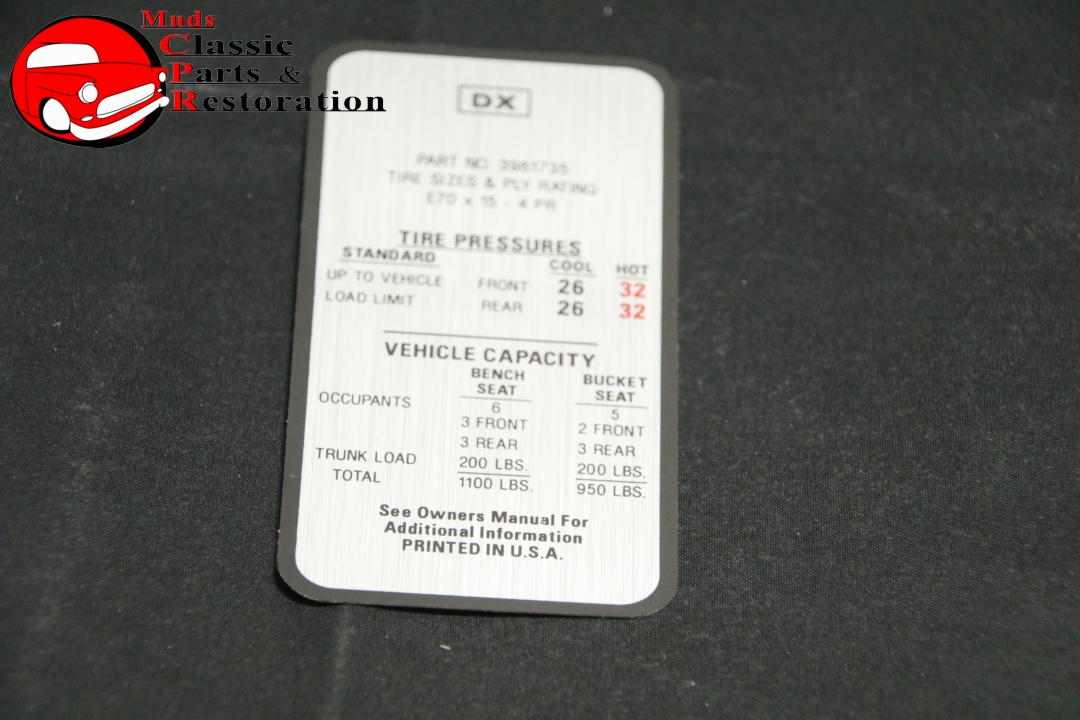 Muds
Classic
Parts &
Restoration
DX
PART NO. 3961735
TIRE SIZES & PLY RATING
E70 x 15 - 4 PR
TIRE PRESSURES
STANDARD COOL HOT
UP TO VEHICLE FRONT 26 32
LOAD LIMIT REAR 26 32
VEHICLE CAPACITY
BENCH SEAT BUCKET SEAT
OCCUPANTS 6 5
3 FRONT 2 FRONT
3 REAR 3 REAR
TRUNK LOAD 200 LBS. 200 LBS.
TOTAL 1100 LBS. 950 LBS.
See Owners Manual For
Additional Information
PRINTED IN U.S.A.